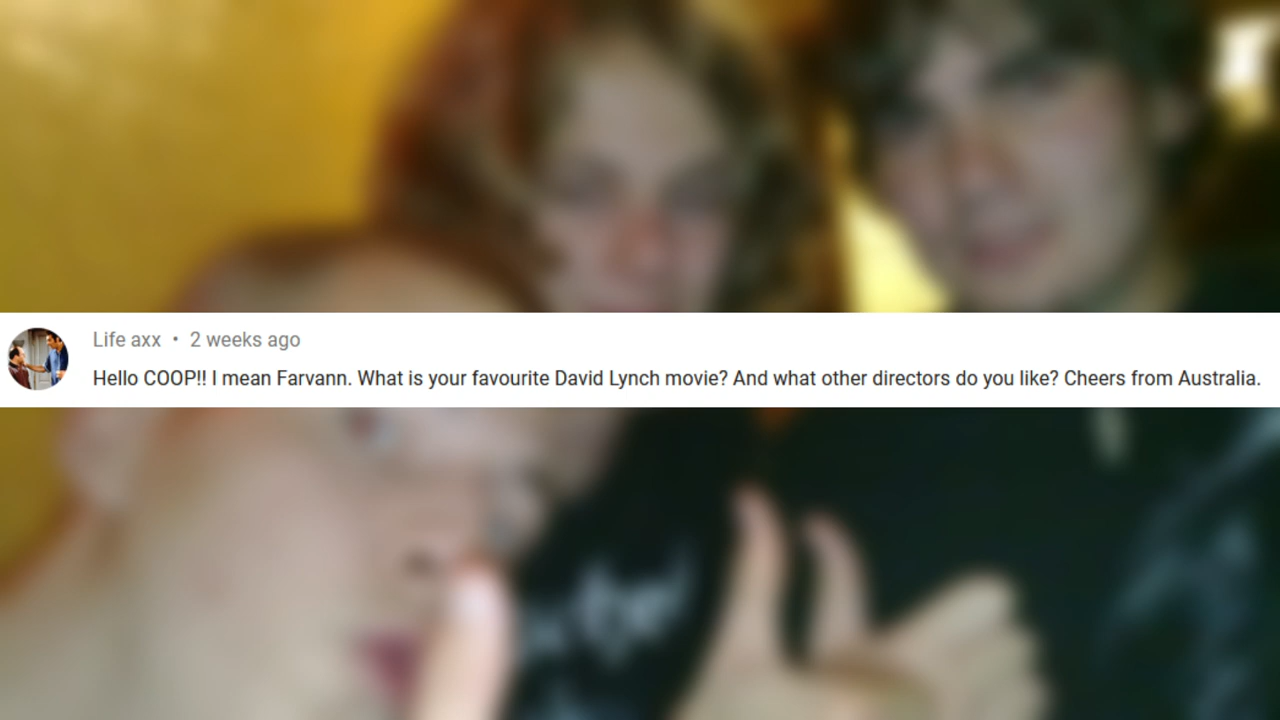 Life axx • 2 weeks ago
Hello COOP!! I mean Farvann. What is your favourite David Lynch movie? And what other directors do you like? Cheers from Australia.